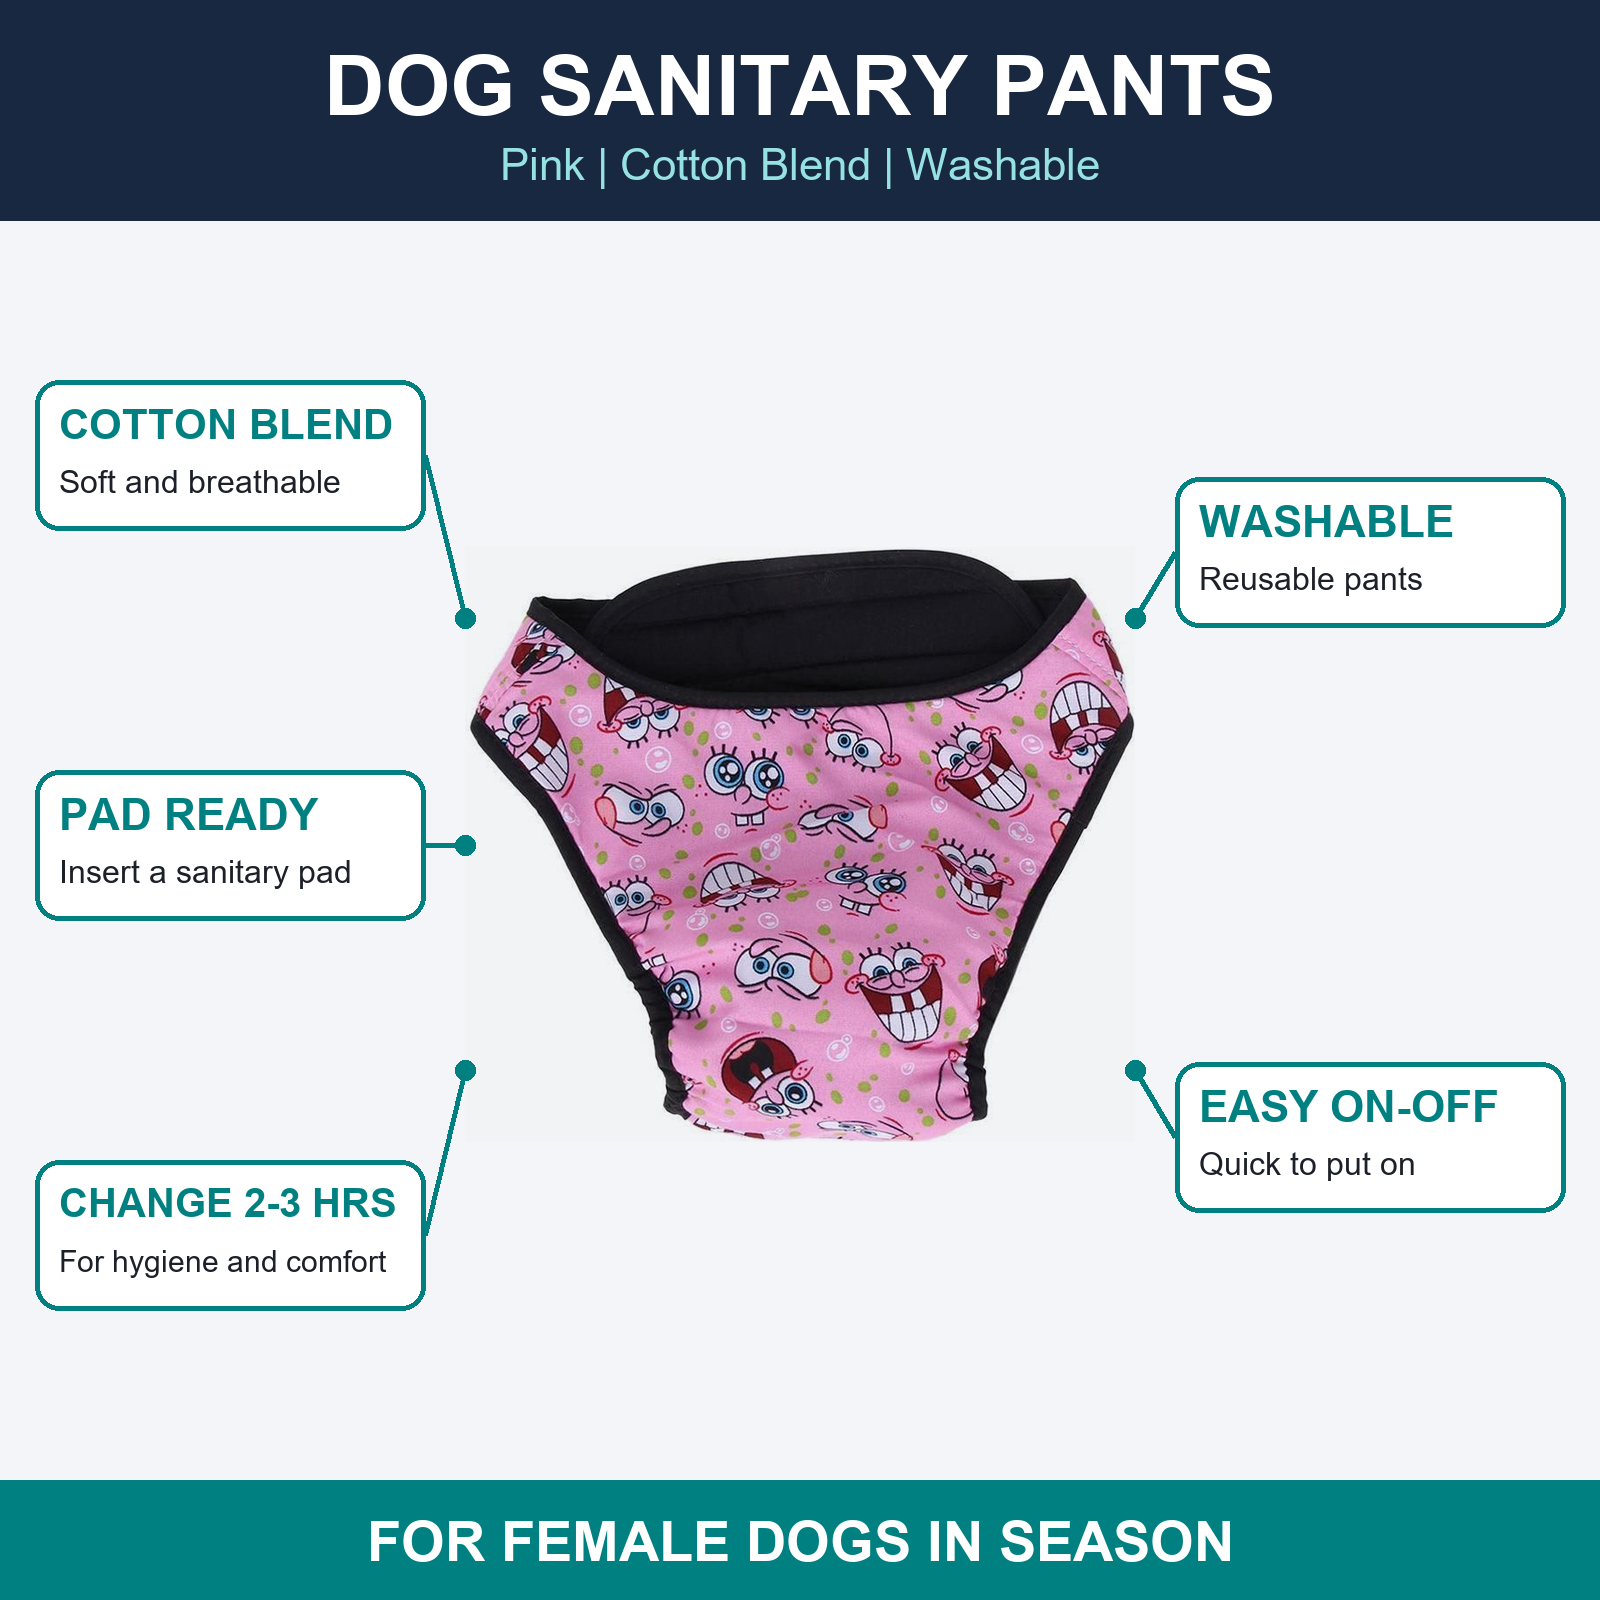 DOG SANITARY PANTS
Pink | Cotton Blend | Washable
COTTON BLEND
Soft and breathable
WASHABLE
Reusable pants
PAD READY
Insert a sanitary pad
EASY ON-OFF
Quick to put on
CHANGE 2-3 HRS
For hygiene and comfort
FOR FEMALE DOGS IN SEASON